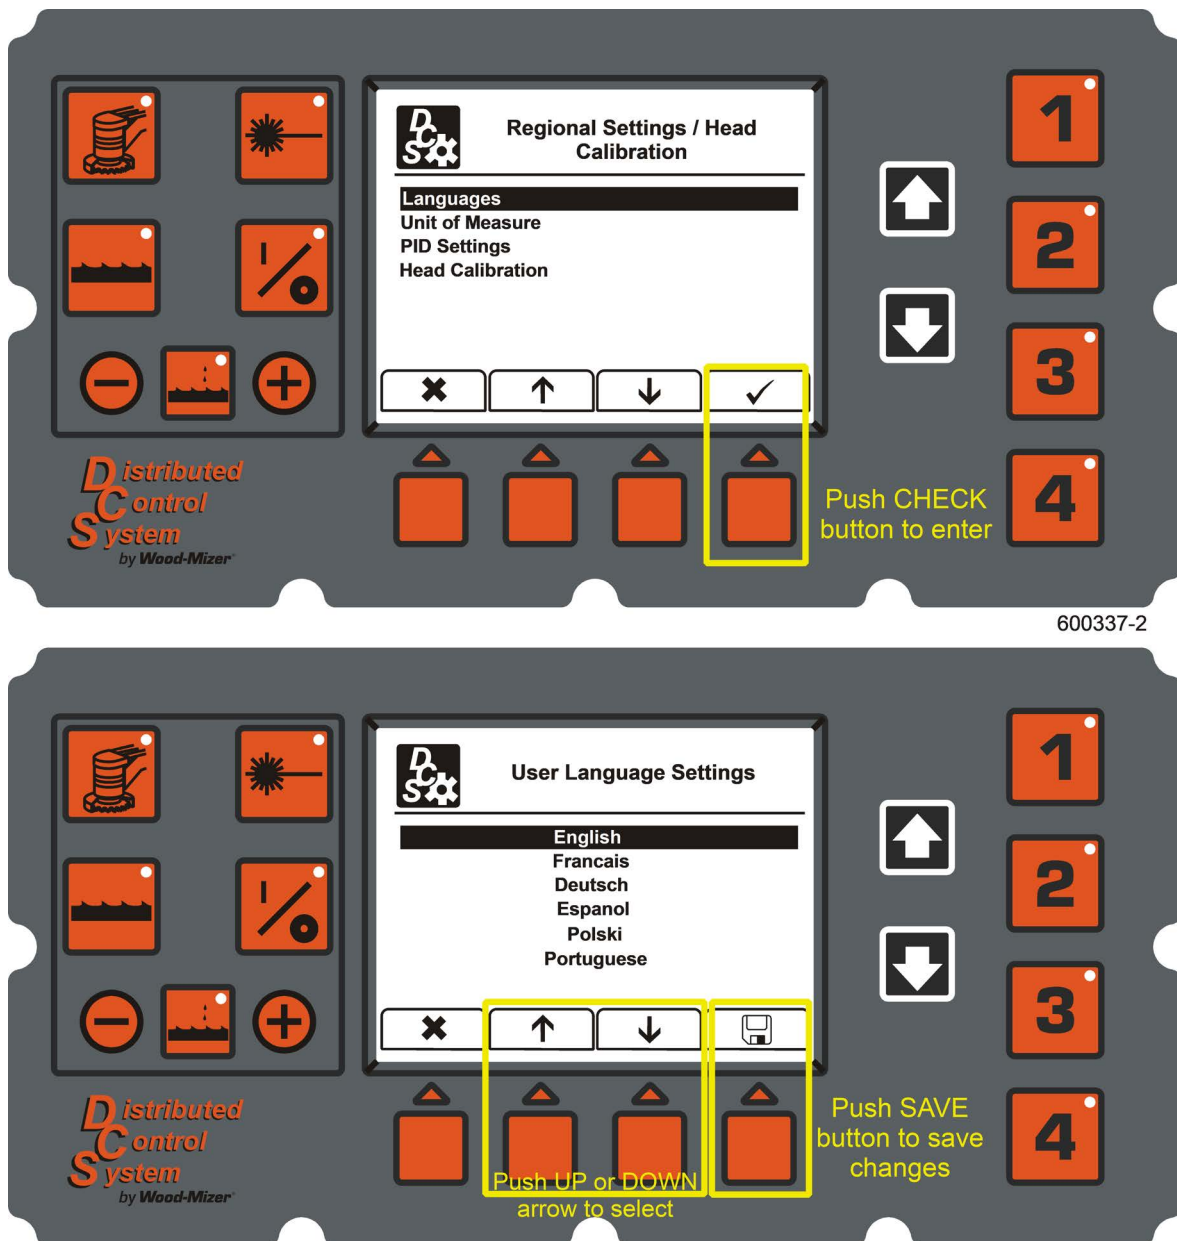 DCS
Regional Settings / Head
Calibration
Languages
Unit of Measure
PID Settings
Head Calibration
1
2
3
4
Distributed
Control
System
by Wood-Mizer®
Push CHECK
button to enter
600337-2
DCS
User Language Settings
English
Francais
Deutsch
Espanol
Polski
Portuguese
1
2
3
4
Distributed
Control
System
by Wood-Mizer®
Push UP or DOWN
arrow to select
Push SAVE
button to save
changes